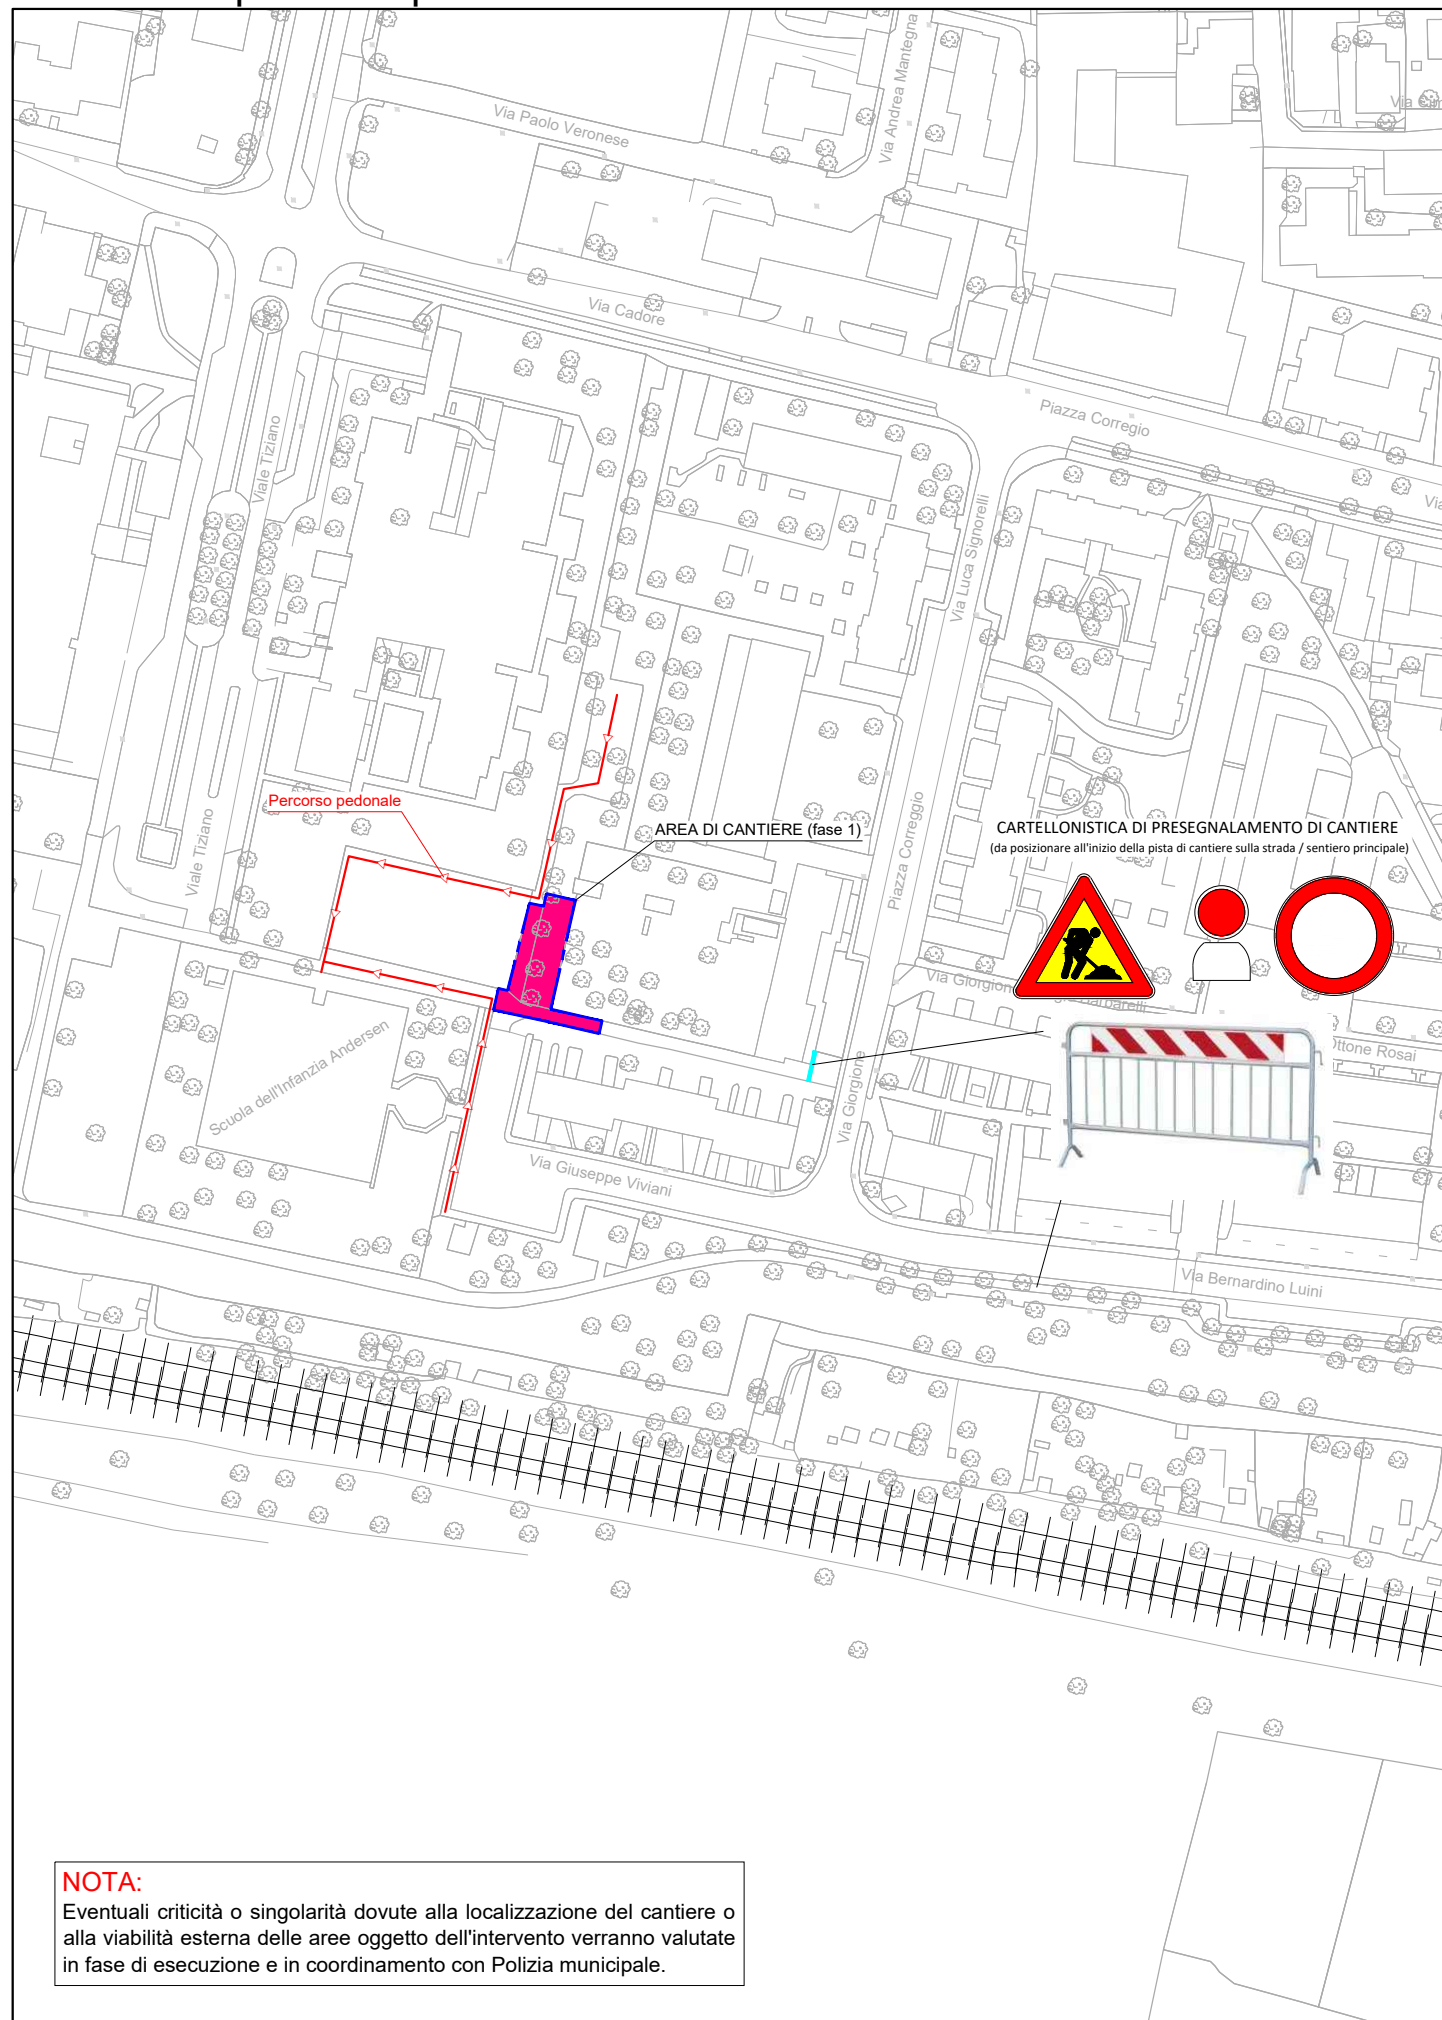 Via Paolo Veronese
Via Andrea Mantegna
Via Cadore
Piazza Corregio
Viale Tiziano
Via Luca Signorelli
Percorso pedonale
AREA DI CANTIERE (fase 1)
CARTELLONISTICA DI PRESEGNALAMENTO DI CANTIERE
(da posizionare all'inizio della pista di cantiere sulla strada / sentiero principale)
Viale Tiziano
Piazza Correggio
Via Giorgione
Barbarelli
Ottone Rosai
Scuola dell'Infanzia Andersen
Via Giorgione
Via Giuseppe Viviani
Via Bernardino Luini
NOTA:
Eventuali criticità o singolarità dovute alla localizzazione del cantiere o
alla viabilità esterna delle aree oggetto dell'intervento verranno valutate
in fase di esecuzione e in coordinamento con Polizia municipale.